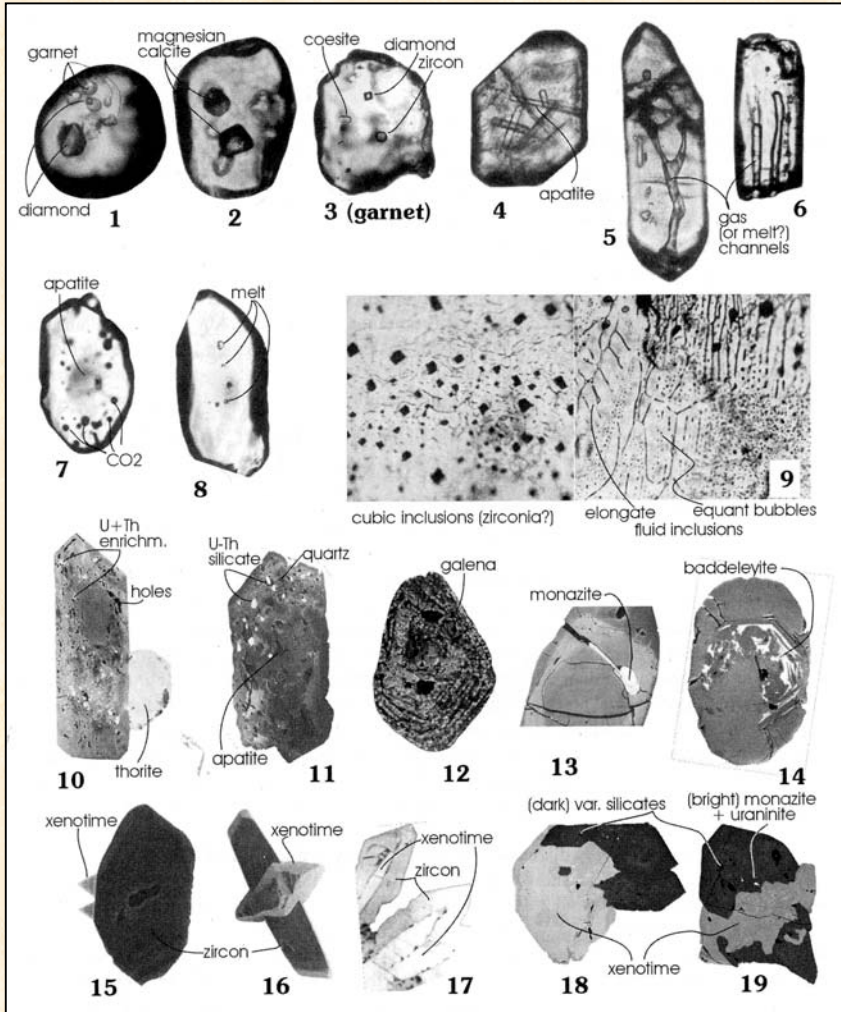 garnet
diamond
1
magnesian
calcite
2
coesite
diamond
zircon
3 (garnet)
apatite
4
5
gas
(or melt?)
channels
6
apatite
CO2
7
melt
8
cubic inclusions (zirconia?)
elongate
equant bubbles
fluid inclusions
9
U+Th
enrichm.
holes
thorite
10
U-Th
silicate
quartz
apatite
11
galena
12
monazite
13
baddeleyite
14
xenotime
zircon
15
xenotime
16
xenotime
zircon
17
(dark) var. silicates
(bright) monazite
+ uraninite
xenotime
18
19